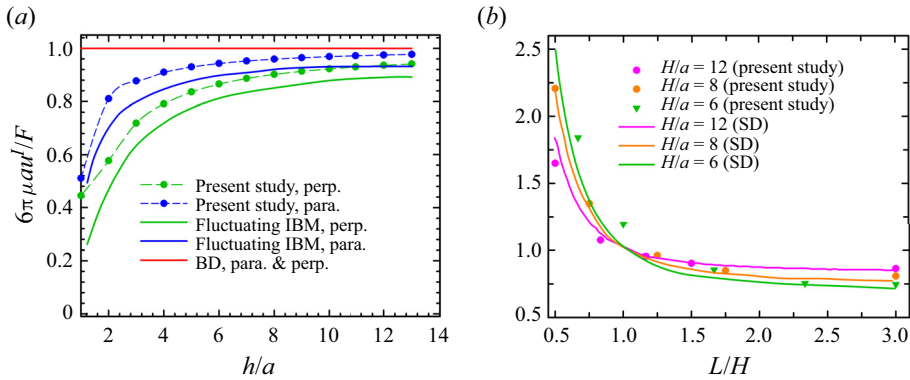 (a)
6π μau^I/F
1.0
0.8
0.6
0.4
0.2
0
2
4
6
8
10
12
14
h/a
Present study, perp.
Present study, para.
Fluctuating IBM, perp.
Fluctuating IBM, para.
BD, para. & perp.
(b)
2.5
2.0
1.5
1.0
0.5
0.5
1.0
1.5
2.0
2.5
3.0
L/H
H/a = 12 (present study)
H/a = 8 (present study)
H/a = 6 (present study)
H/a = 12 (SD)
H/a = 8 (SD)
H/a = 6 (SD)